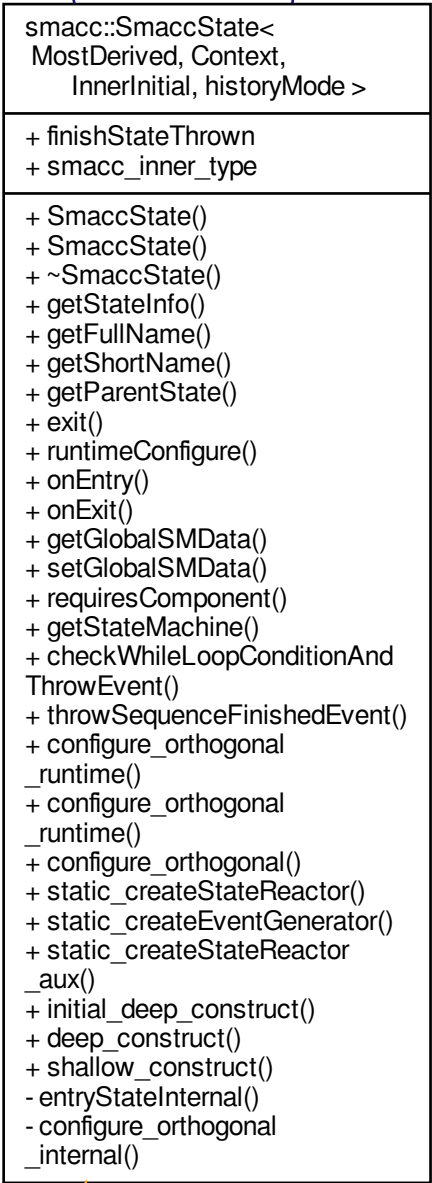 smacc::SmaccState<
MostDerived, Context,
InnerInitial, historyMode >
+ finishStateThrown
+ smacc_inner_type
+ SmaccState()
+ SmaccState()
+ ~SmaccState()
+ getStateInfo()
+ getFullName()
+ getShortName()
+ getParentState()
+ exit()
+ runtimeConfigure()
+ onEntry()
+ onExit()
+ getGlobalSMData()
+ setGlobalSMData()
+ requiresComponent()
+ getStateMachine()
+ checkWhileLoopConditionAnd
ThrowEvent()
+ throwSequenceFinishedEvent()
+ configure_orthogonal
_runtime()
+ configure_orthogonal
_runtime()
+ configure_orthogonal()
+ static_createStateReactor()
+ static_createEventGenerator()
+ static_createStateReactor
_aux()
+ initial_deep_construct()
+ deep_construct()
+ shallow_construct()
- entryStateInternal()
- configure_orthogonal
_internal()